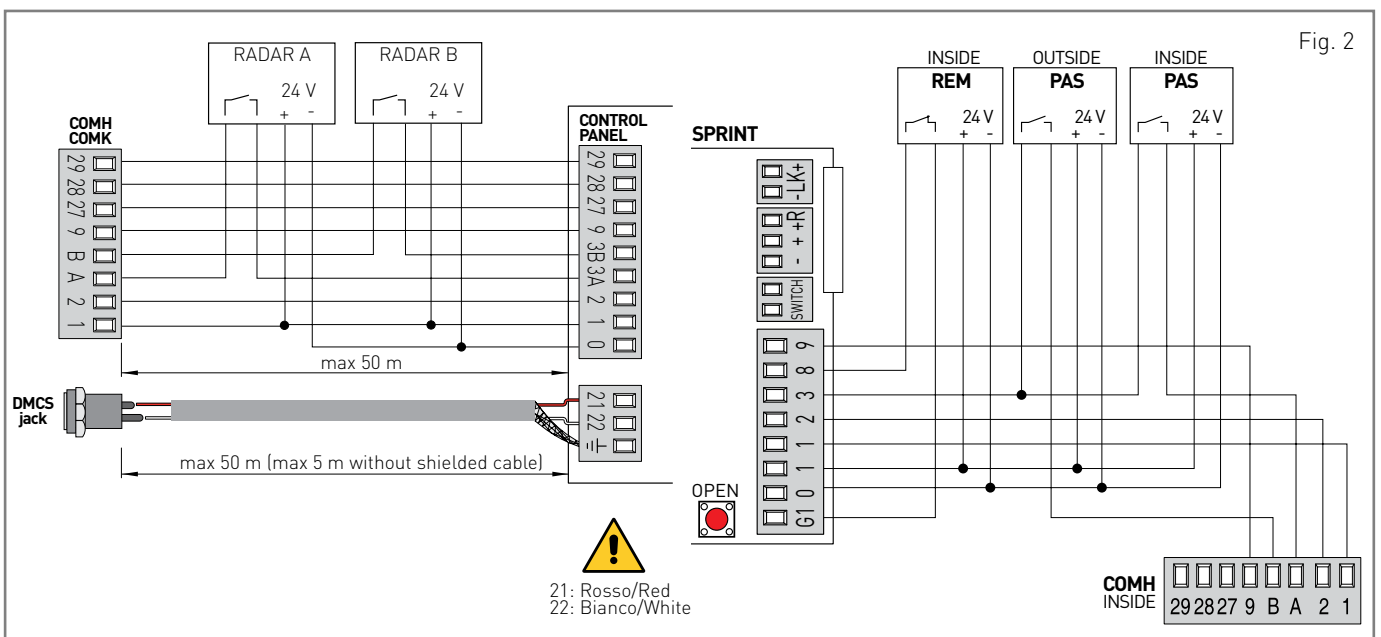 Fig. 2
RADAR A
24 V
+ -
RADAR B
24 V
+ -
COMH
COMK
29
28
27
9
B
A
2
1
CONTROL
PANEL
29
28
27
9
3B
3A
2
1
0
max 50 m
DMCS
jack
21
22
max 50 m (max 5 m without shielded cable)
21: Rosso/Red
22: Bianco/White
SPRINT
-LK+
- + +R
SWITCH
9
8
3
2
1
1
0
G1
OPEN
INSIDE
REM
24 V
+ -
OUTSIDE
PAS
24 V
+ -
INSIDE
PAS
24 V
+ -
COMH
INSIDE
29 28 27 9 B A 2 1